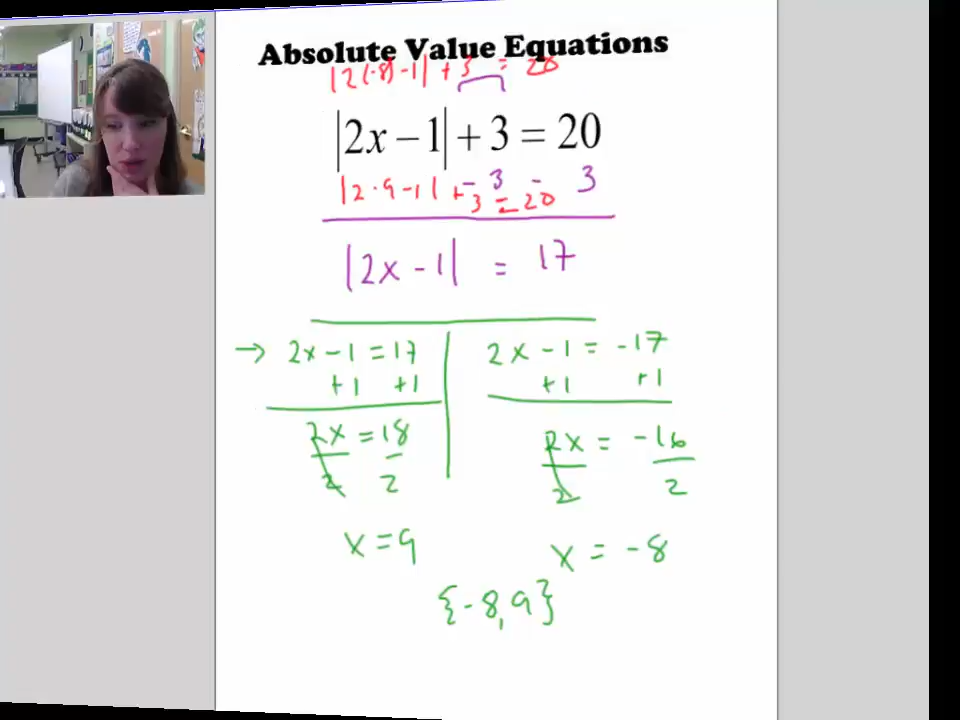 Absolute Value Equations
|2(-8)-1| + 3 = 20
|2x − 1| + 3 = 20
- 3 - 3
|2·9-1| + 3 = 20
|2x - 1| = 17
→ 2x - 1 = 17 2x - 1 = -17
+1 +1 +1 +1
2x = 18 2x = -16
2 2 2 2
x = 9 x = -8
{-8, 9}